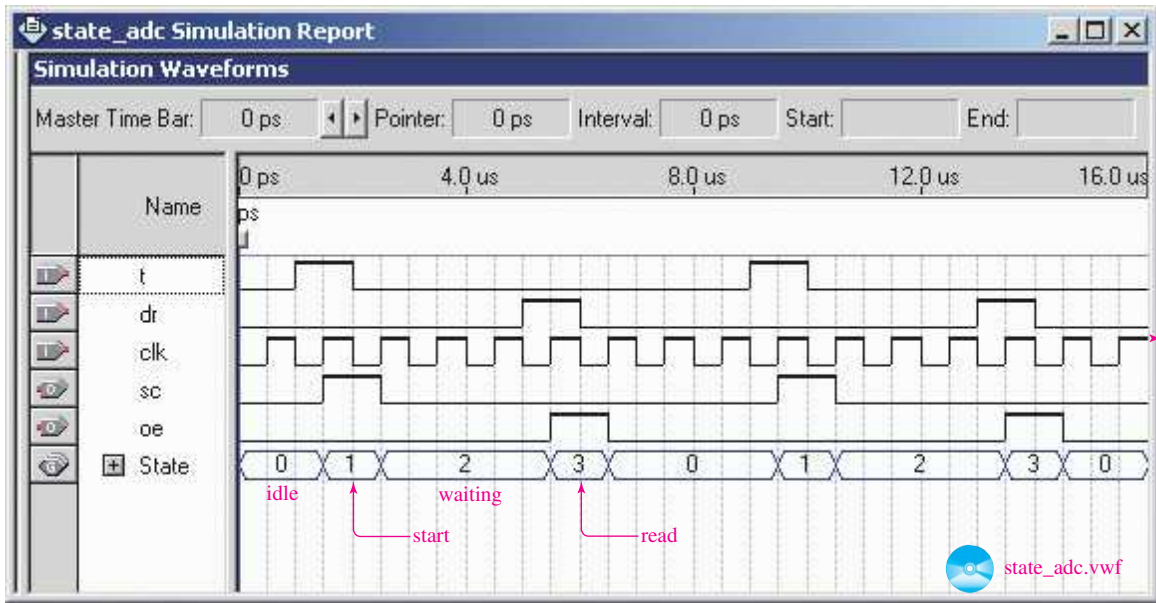 state_adc Simulation Report
Simulation Waveforms
Master Time Bar: 0 ps Pointer: 0 ps Interval: 0 ps Start: End:
Name
0 ps 4.0 us 8.0 us 12.0 us 16.0 us
ps
t
dr
clk
sc
oe
State 0 1 2 3 0 1 2 3 0
idle waiting
start read
state_adc.vwf